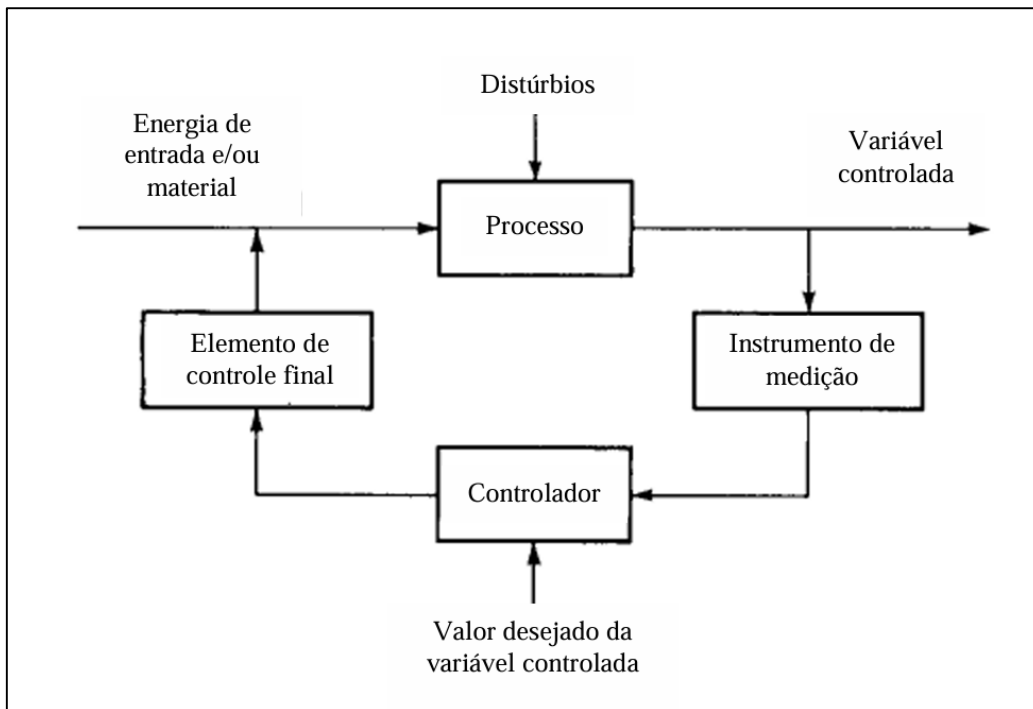 Distúrbios
Energia de
entrada e/ou
material
Variável
controlada
Processo
Elemento de
controle final
Instrumento de
medição
Controlador
Valor desejado da
variável controlada